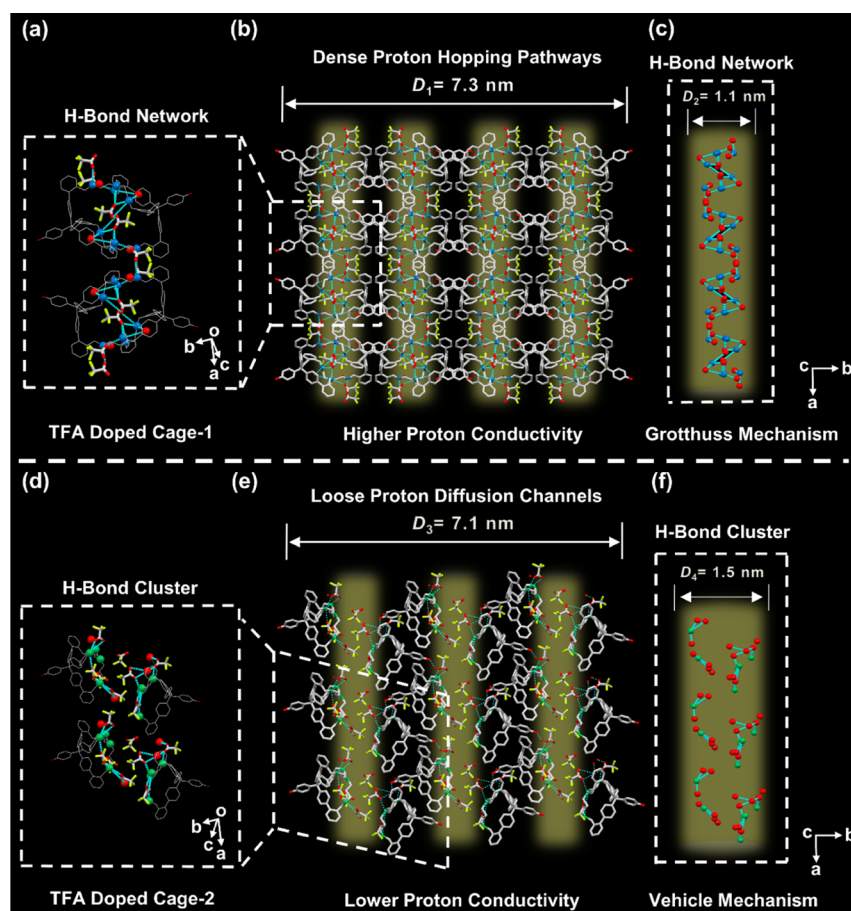 (a)
(b)
(c)
Dense Proton Hopping Pathways
D₁= 7.3 nm
H-Bond Network
D₂= 1.1 nm
H-Bond Network
o
b
c
a
c
b
a
TFA Doped Cage-1
Higher Proton Conductivity
Grotthuss Mechanism
(d)
(e)
(f)
Loose Proton Diffusion Channels
D₃= 7.1 nm
H-Bond Cluster
D₄= 1.5 nm
H-Bond Cluster
o
b
c
a
c
b
a
TFA Doped Cage-2
Lower Proton Conductivity
Vehicle Mechanism